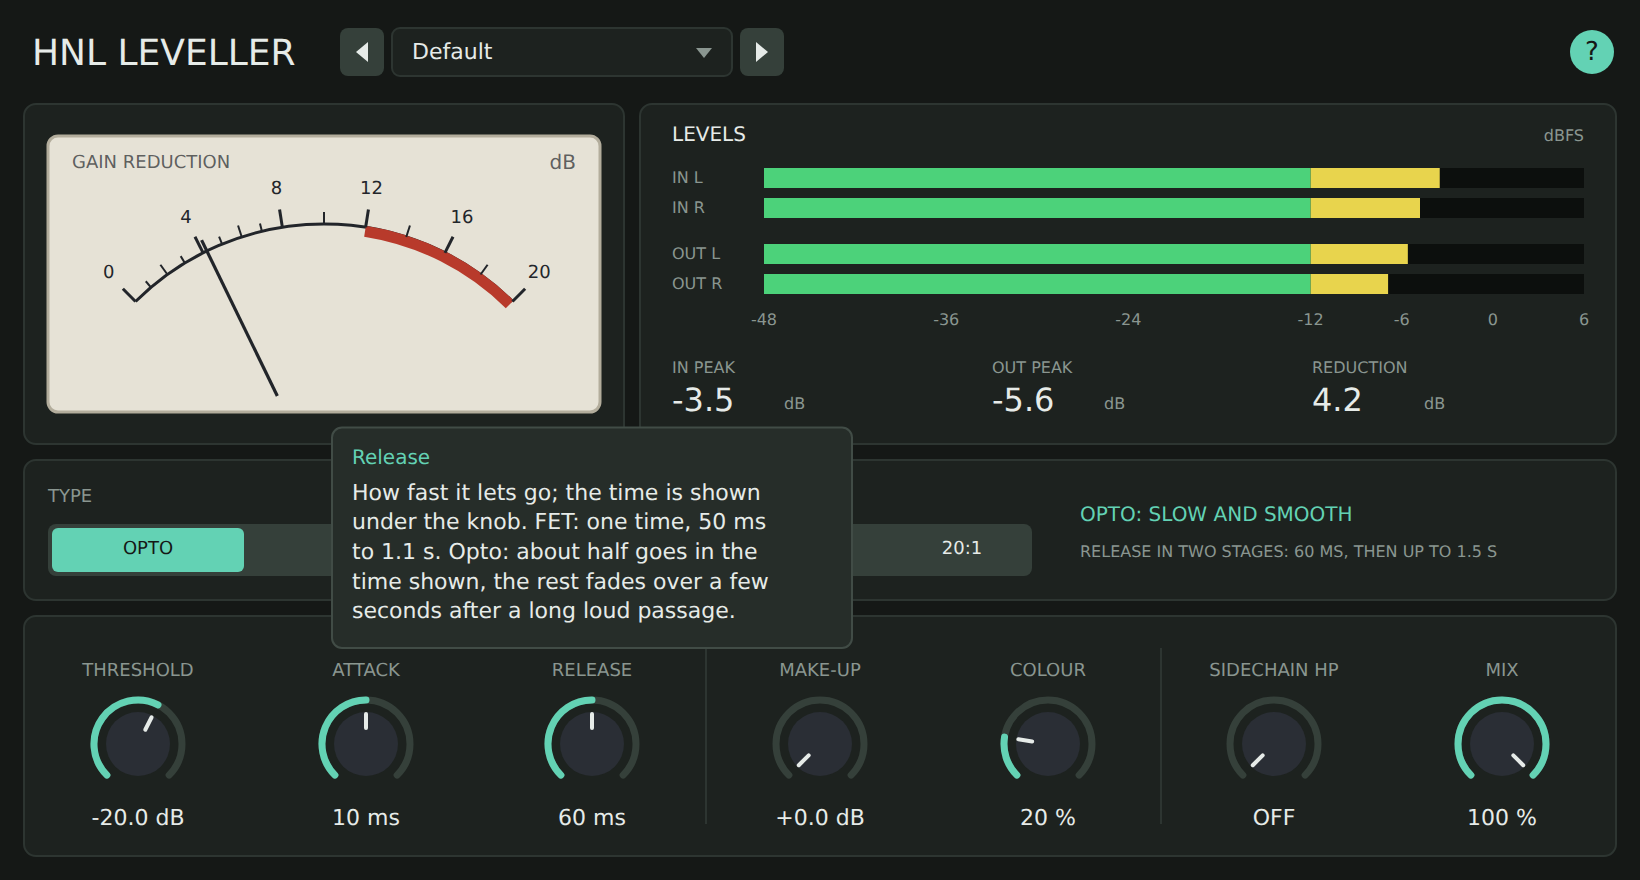 HNL LEVELLER
Default
?
GAIN REDUCTION
dB
0
4
8
12
16
20
LEVELS
dBFS
IN L
IN R
OUT L
OUT R
-48 -36 -24 -12 -6 0 6
IN PEAK
-3.5 dB
OUT PEAK
-5.6 dB
REDUCTION
4.2 dB
Release
How fast it lets go; the time is shown
under the knob. FET: one time, 50 ms
to 1.1 s. Opto: about half goes in the
time shown, the rest fades over a few
seconds after a long loud passage.
TYPE
OPTO
20:1
OPTO: SLOW AND SMOOTH
RELEASE IN TWO STAGES: 60 MS, THEN UP TO 1.5 S
THRESHOLD
-20.0 dB
ATTACK
10 ms
RELEASE
60 ms
MAKE-UP
+0.0 dB
COLOUR
20 %
SIDECHAIN HP
OFF
MIX
100 %